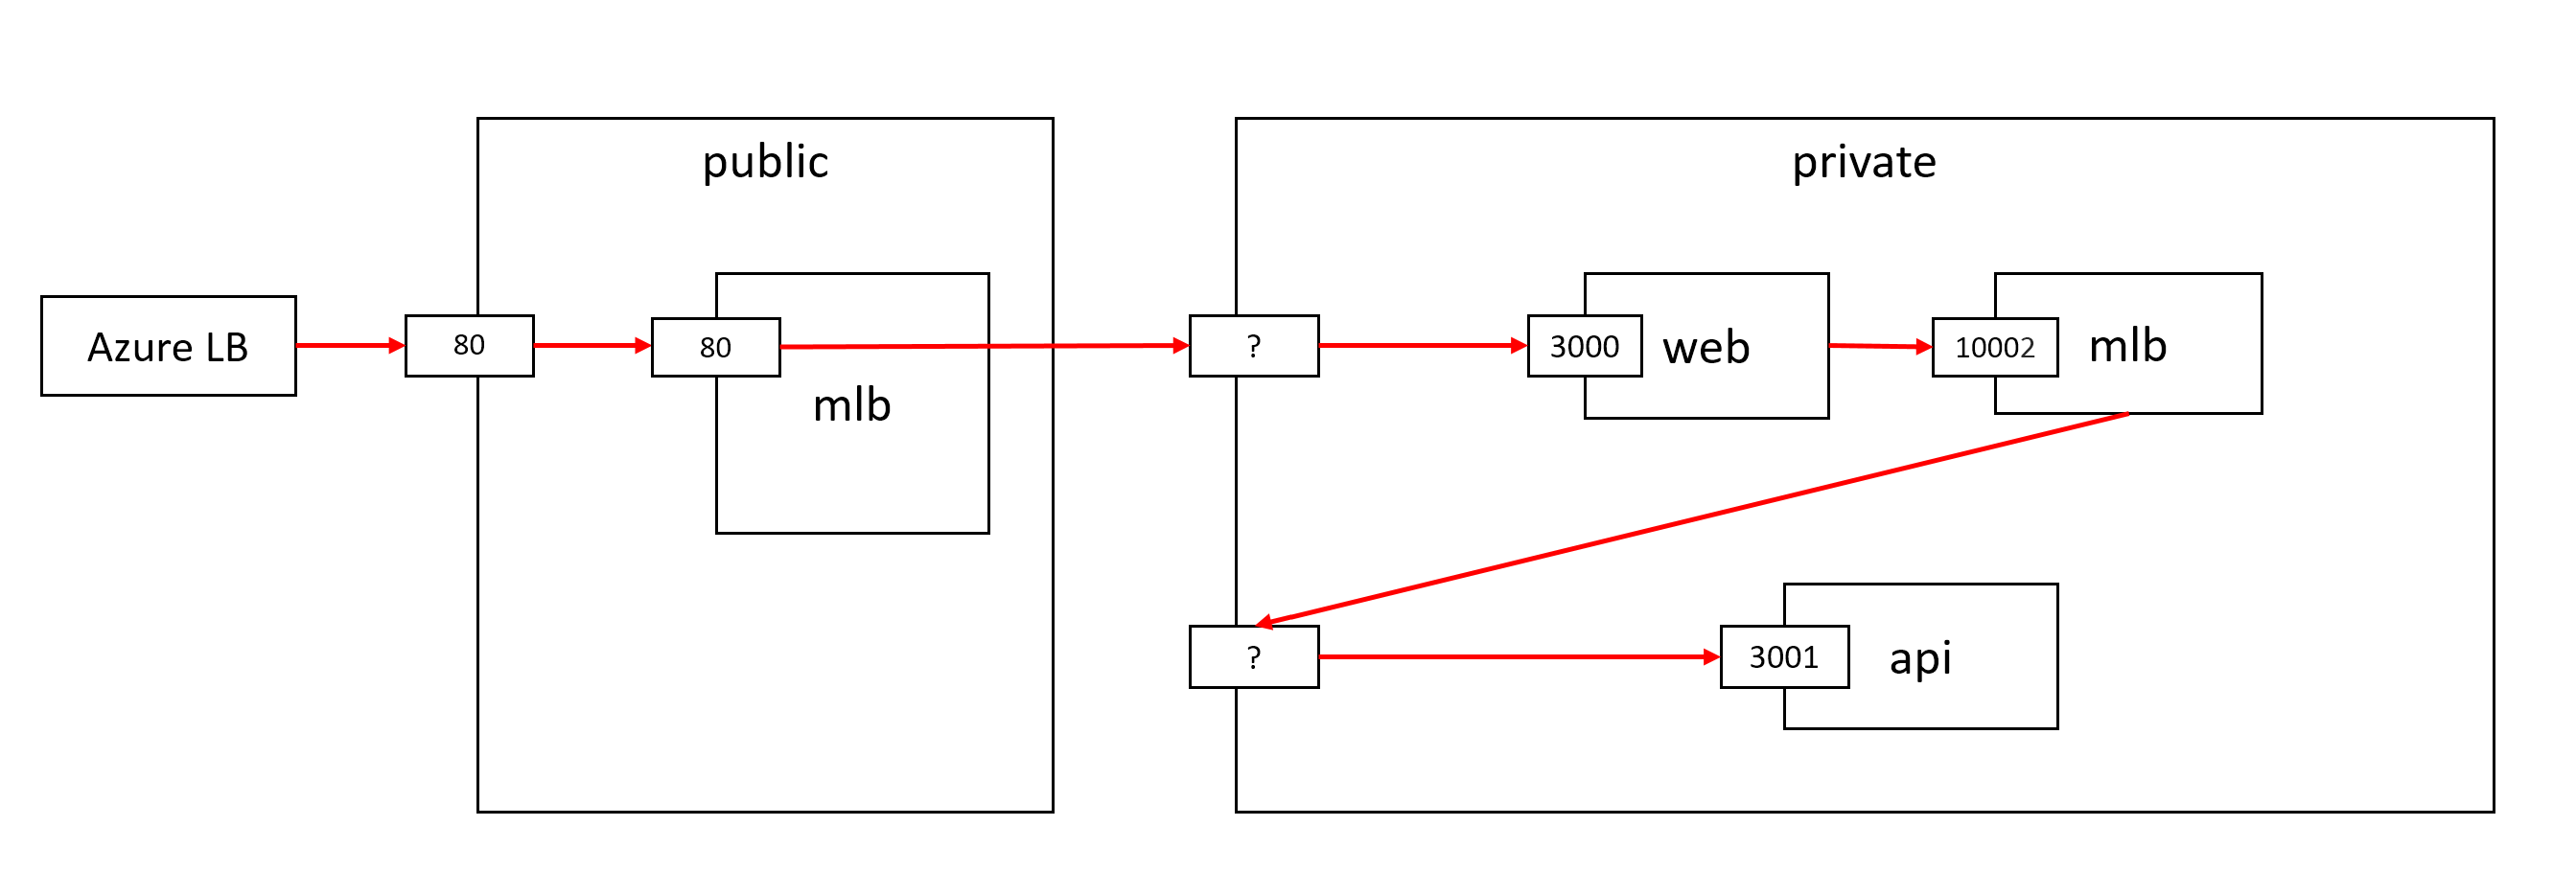 public
private
Azure LB
80
80
mlb
?
3000
web
10002
mlb
?
3001
api